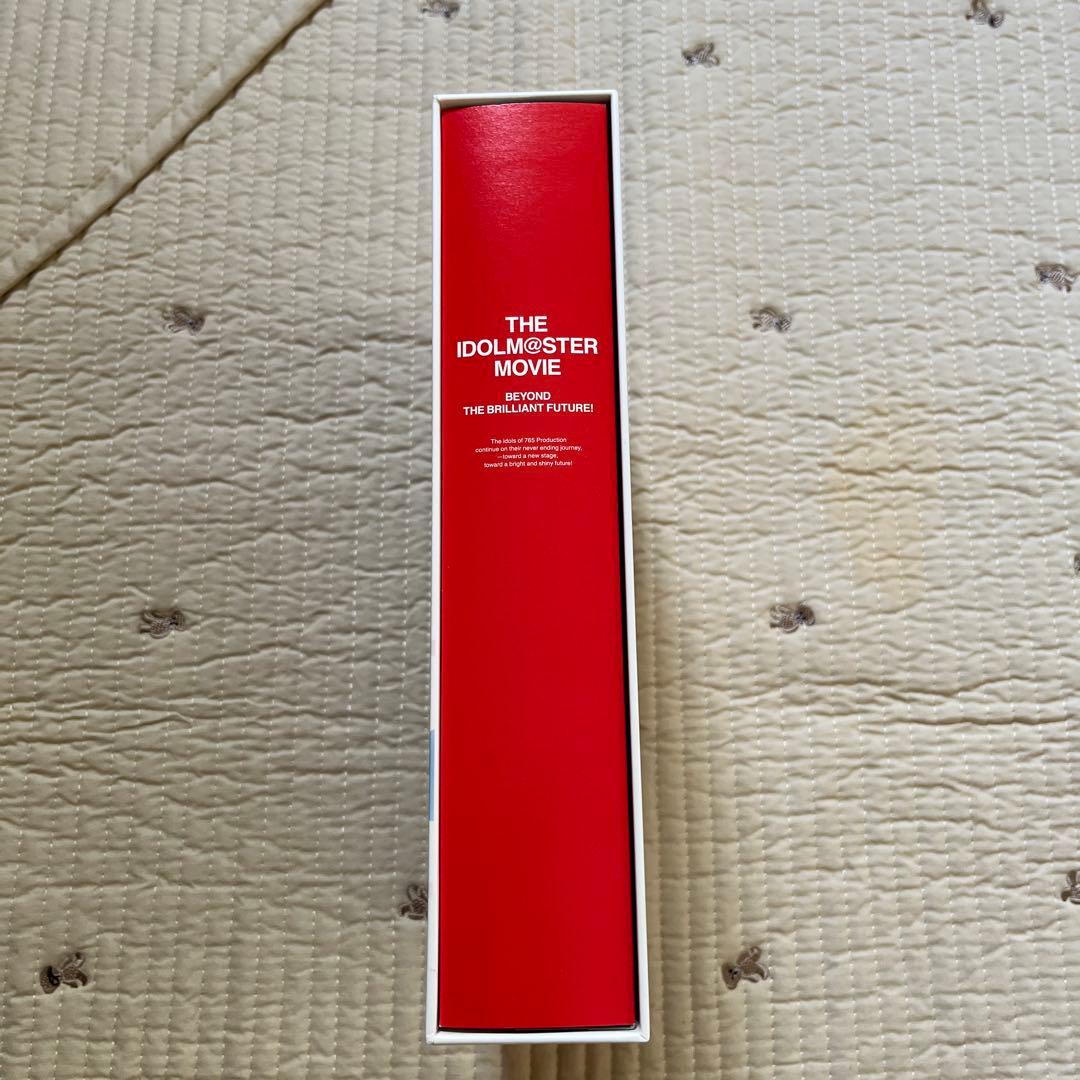 THE
IDOLM@STER
MOVIE
BEYOND
THE BRILLIANT FUTURE!
The idols of 765 Production
continue on their never ending journey,
—toward a new stage,
toward a bright and shiny future!